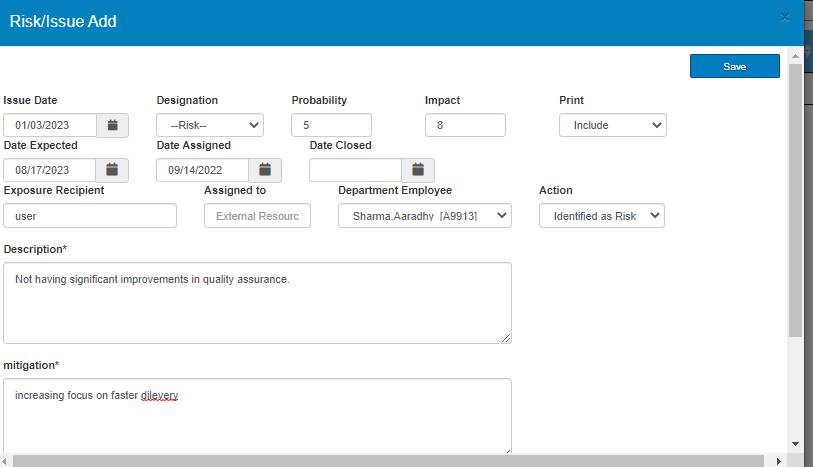 Risk/Issue Add
×
Save
Issue Date Designation Probability Impact Print
01/03/2023 --Risk-- 5 8 Include
Date Expected Date Assigned Date Closed
08/17/2023 09/14/2022
Exposure Recipient Assigned to Department Employee Action
user External Resourc Sharma,Aaradhy [A9913] Identified as Risk
Description*
Not having significant improvements in quality assurance.
mitigation*
increasing focus on faster dilevery